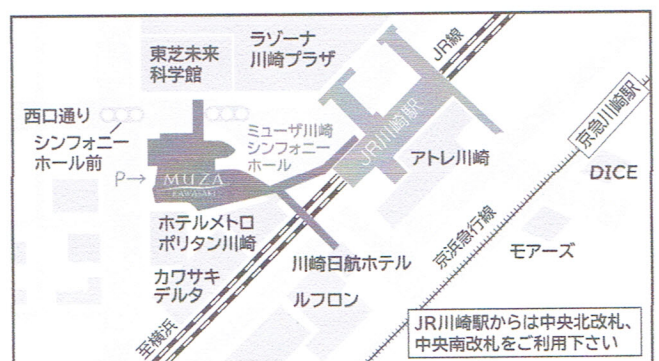 東芝未来
科学館
ラゾーナ
川崎プラザ
JR線
西口通り
シンフォニー
ホール前
ミューザ川崎
シンフォニー
ホール
JR川崎駅
京急川崎駅
アトレ川崎
DICE
P→
MUZA
KAWASAKI
ホテルメトロ
ポリタン川崎
川崎日航ホテル
京浜急行線
モアーズ
カワサキ
デルタ
ルフロン
至横浜
JR川崎駅からは中央北改札、
中央南改札をご利用下さい